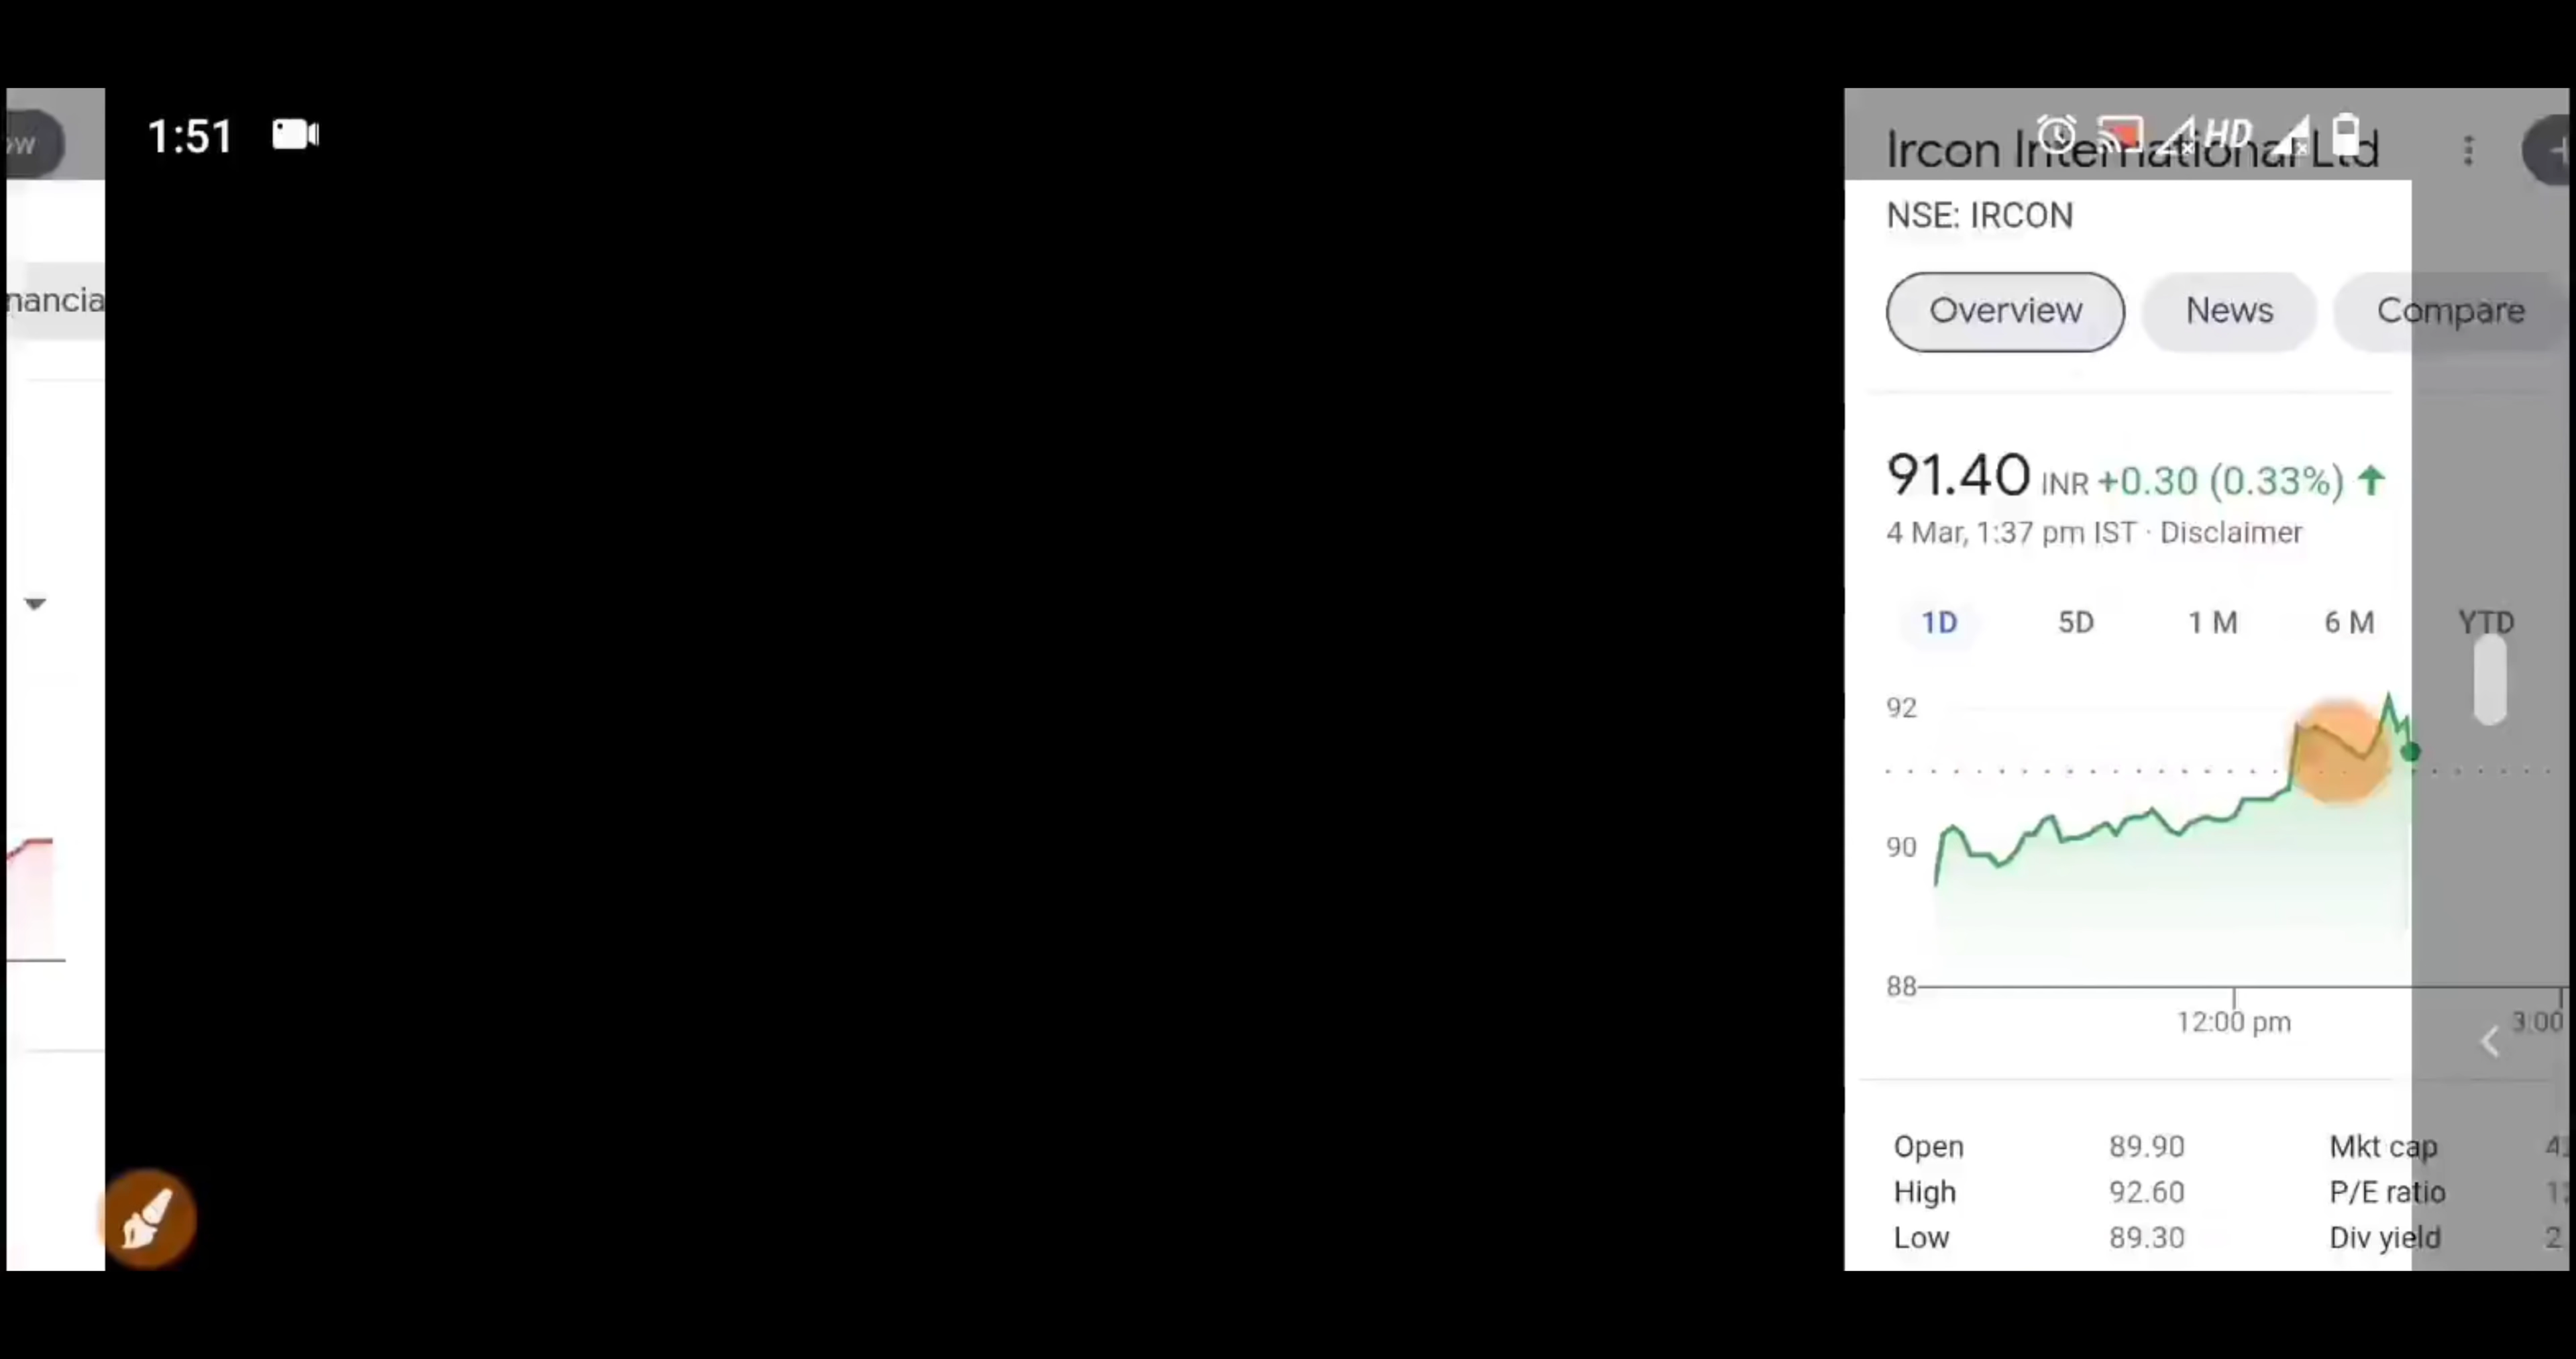 1:51
HD
Ircon International Ltd
NSE: IRCON
Overview News Compare
91.40 INR +0.30 (0.33%)
4 Mar, 1:37 pm IST · Disclaimer
1D 5D 1 M 6 M YTD
92
90
88
12:00 pm 3:00
Open 89.90 Mkt cap
High 92.60 P/E ratio
Low 89.30 Div yield 2